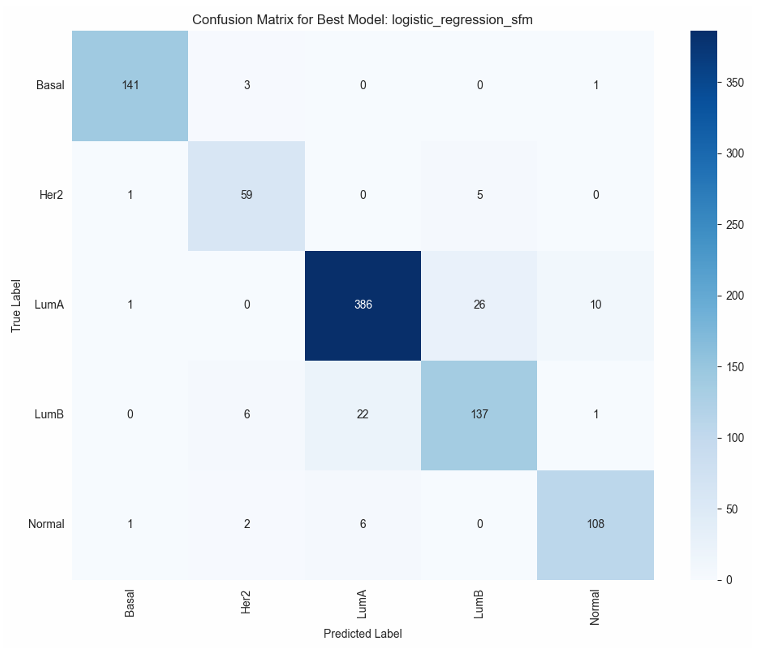 Confusion Matrix for Best Model: logistic_regression_sfm
True Label
Basal 141 3 0 0 1
Her2 1 59 0 5 0
LumA 1 0 386 26 10
LumB 0 6 22 137 1
Normal 1 2 6 0 108
Basal Her2 LumA LumB Normal
Predicted Label
350
300
250
200
150
100
50
0